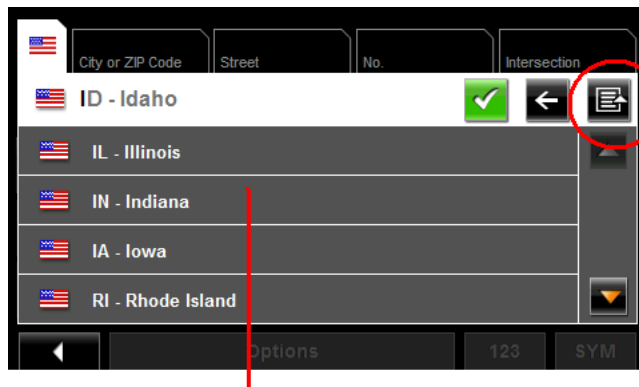 City or ZIP Code Street No. Intersection
ID - Idaho
IL - Illinois
IN - Indiana
IA - Iowa
RI - Rhode Island
Options 123 SYM